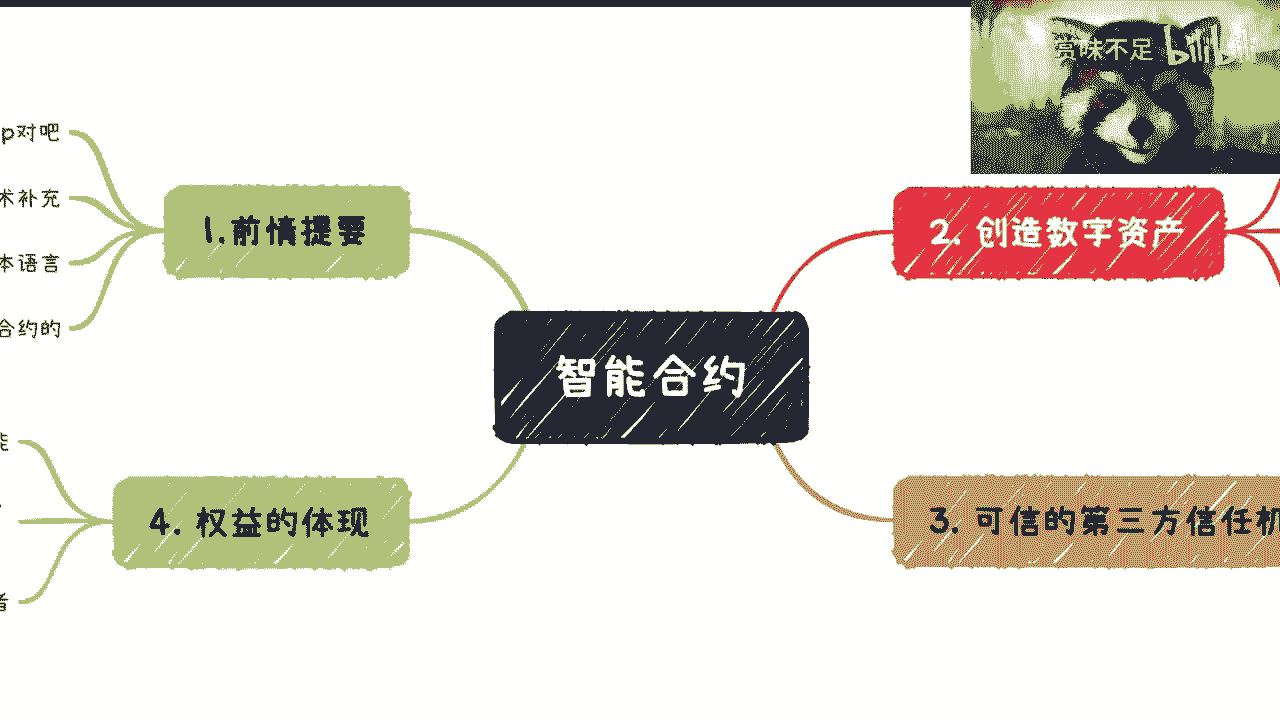 赏味不足 bilibili
p对吧
术补充
本语言
合约的
1.前情提要
2. 创造数字资产
智能合约
能
4. 权益的体现
3. 可信的第三方信任机
者